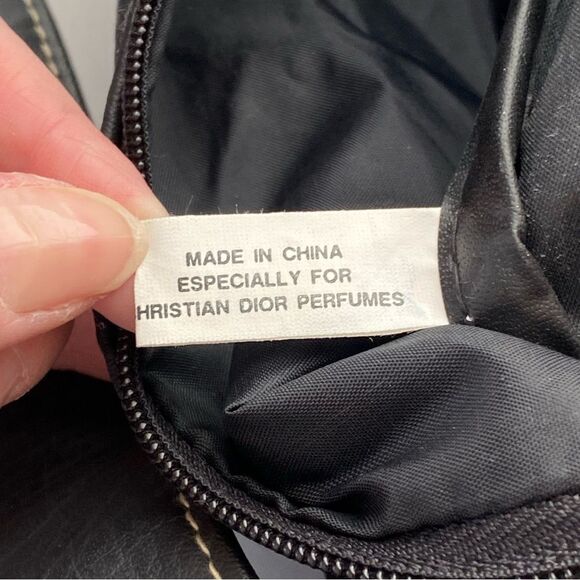 MADE IN CHINA
ESPECIALLY FOR
HRISTIAN DIOR PERFUMES